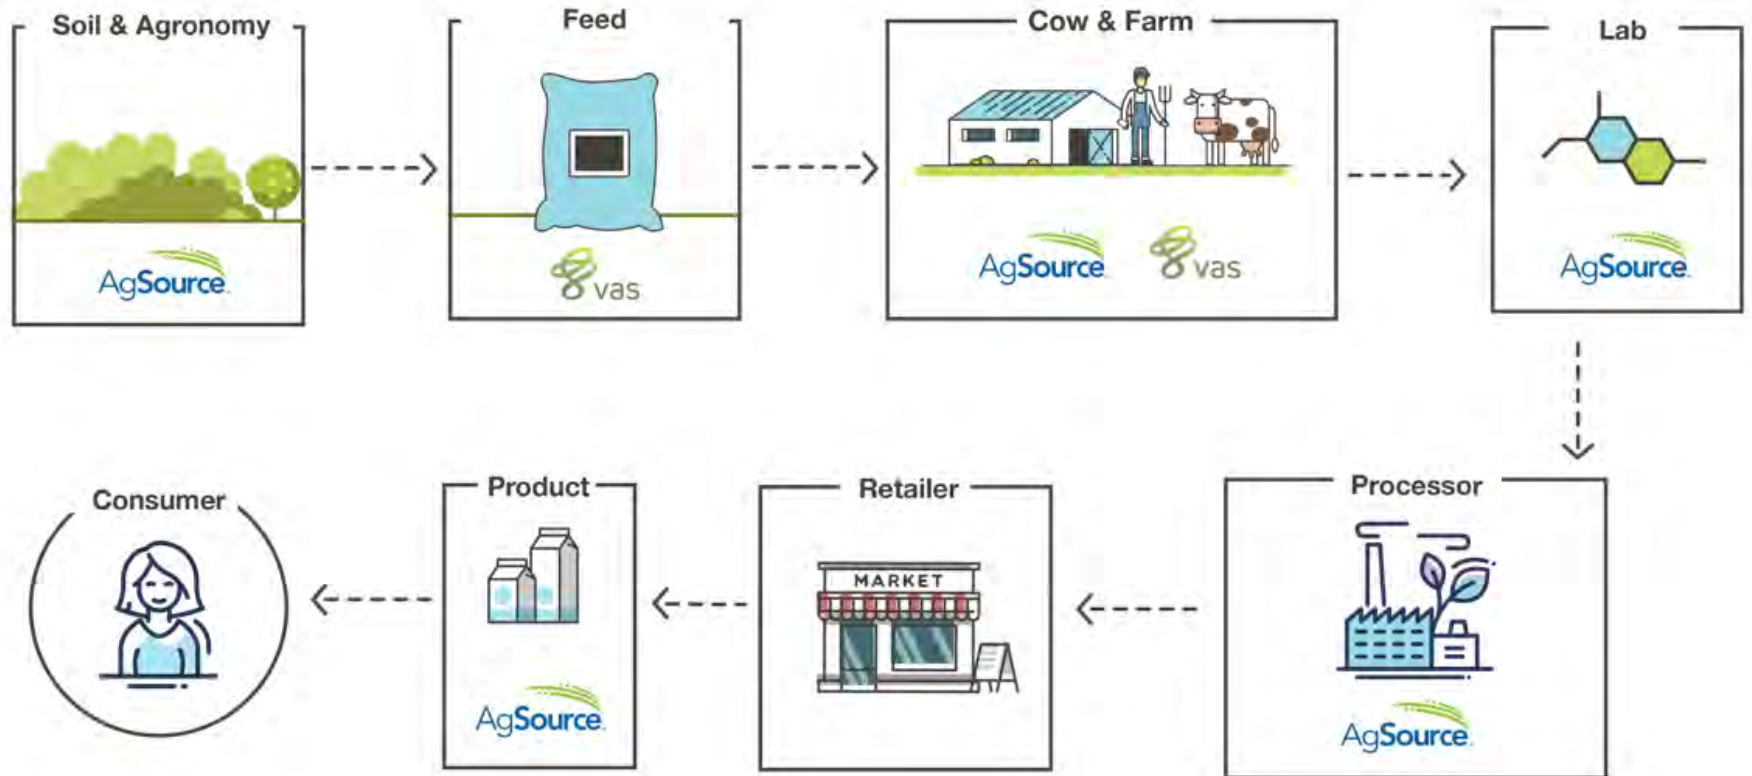 Soil & Agronomy
Feed
Cow & Farm
Lab
AgSource
vas
AgSource
vas
AgSource
Consumer
Product
Retailer
Processor
MARKET
AgSource
AgSource